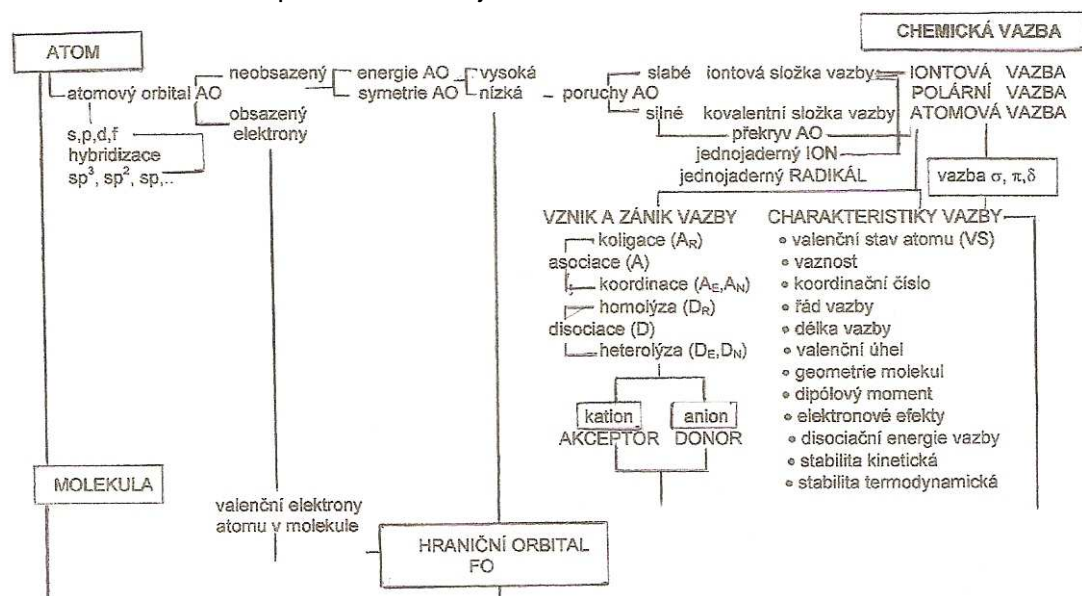 CHEMICKÁ VAZBA
ATOM
atomový orbital AO
neobsazený
obsazený
elektrony
energie AO
symetrie AO
vysoká
nízká
poruchy AO
slabé
silné
iontová složka vazby
kovalentní složka vazby
překryv AO
jednojaderný ION
jednojaderný RADIKÁL
IONTOVÁ VAZBA
POLÁRNÍ VAZBA
ATOMOVÁ VAZBA
s,p,d,f
hybridizace
sp³, sp², sp,..
vazba σ, π,δ
VZNIK A ZÁNIK VAZBY
koligace (A_R)
asociace (A)
koordinace (A_E,A_N)
homolýza (D_R)
disociace (D)
heterolýza (D_E,D_N)
kation
AKCEPTOR
anion
DONOR
CHARAKTERISTIKY VAZBY
• valenční stav atomu (VS)
• vaznost
• koordinační číslo
• řád vazby
• délka vazby
• valenční úhel
• geometrie molekul
• dipólový moment
• elektronové efekty
• disociační energie vazby
• stabilita kinetická
• stabilita termodynamická
MOLEKULA
valenční elektrony
atomu v molekule
HRANIČNÍ ORBITAL
FO